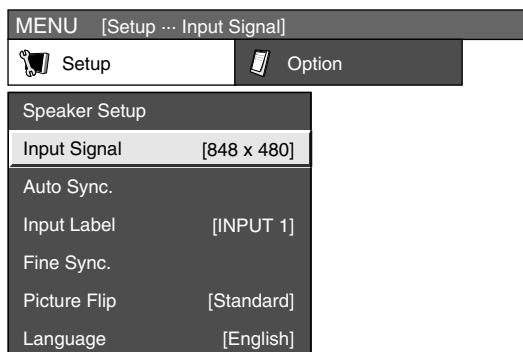 MENU [Setup ··· Input Signal]
Setup Option
Speaker Setup
Input Signal [848 x 480]
Auto Sync.
Input Label [INPUT 1]
Fine Sync.
Picture Flip [Standard]
Language [English]